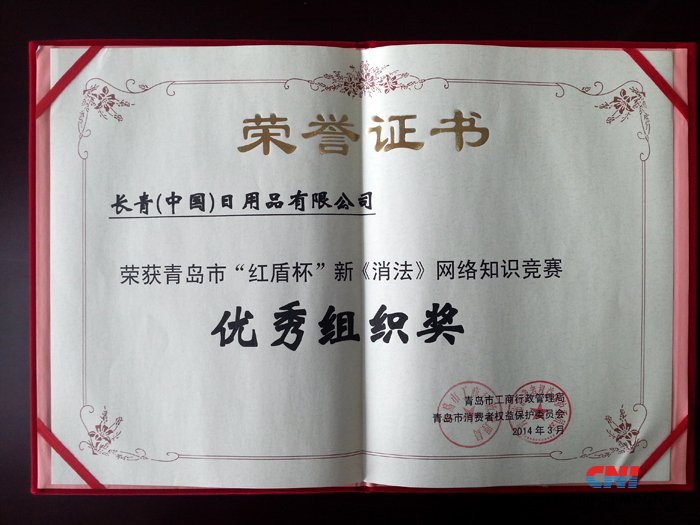 荣誉证书
长青(中国)日用品有限公司
荣获青岛市“红盾杯”新《消法》网络知识竞赛
优秀组织奖
青岛市工商行政管理局
青岛市消费者权益保护委员会
2014年3月
CNI